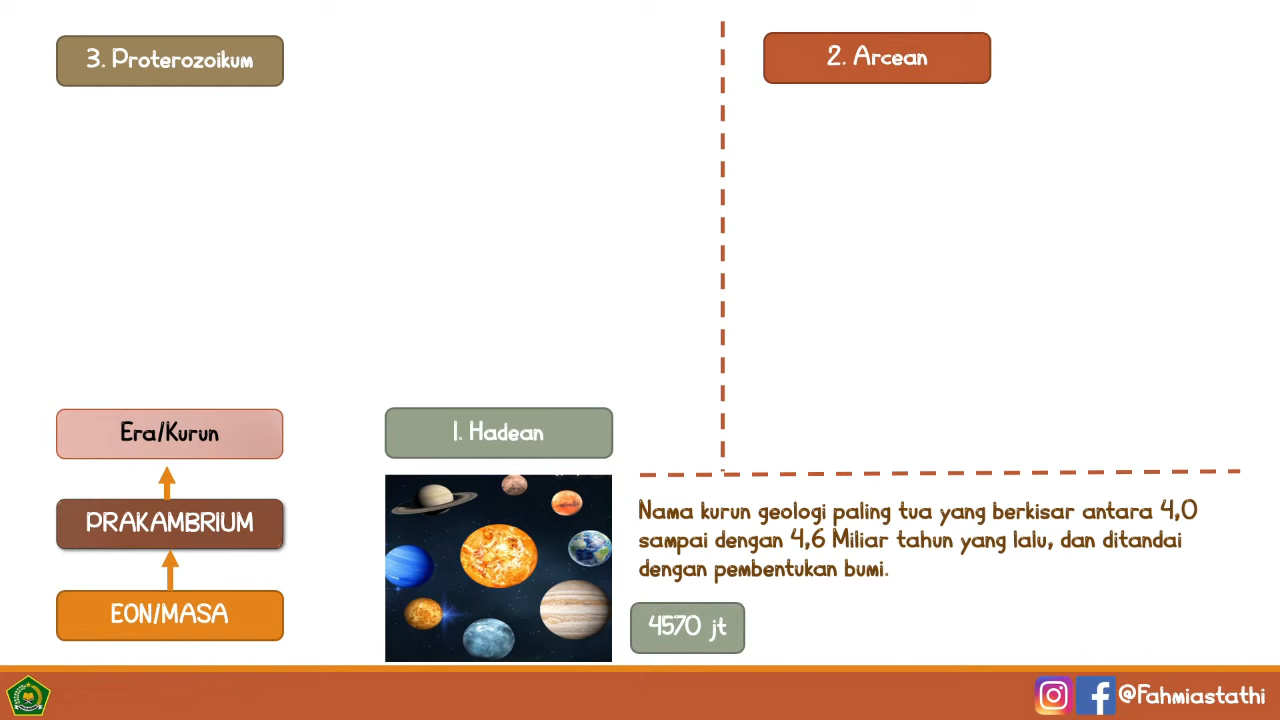 3. Proterozoikum
2. Arcean
Era/Kurun
PRAKAMBRIUM
EON/MASA
1. Hadean
Nama kurun geologi paling tua yang berkisar antara 4,0
sampai dengan 4,6 Miliar tahun yang lalu, dan ditandai
dengan pembentukan bumi.
4570 jt
@Fahmiastathi